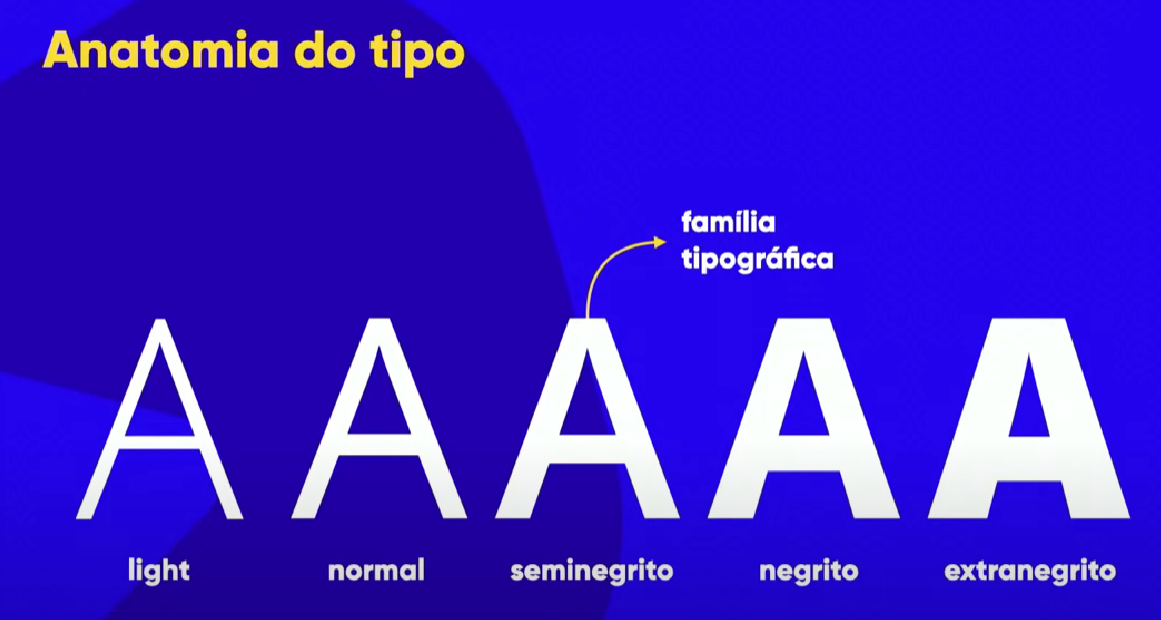 Anatomia do tipo
família
tipográfica
A A A A A
light normal seminegrito negrito extranegrito